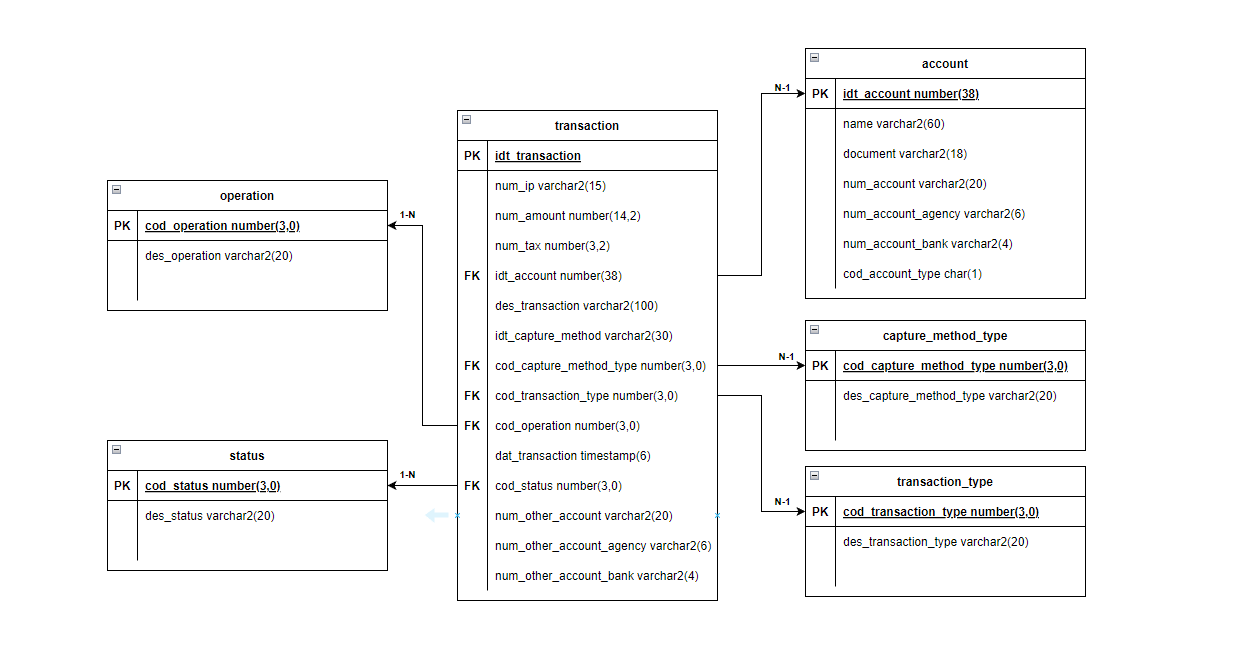 operation
PK cod_operation number(3,0)
des_operation varchar2(20)
1-N
status
PK cod_status number(3,0)
des_status varchar2(20)
1-N
transaction
PK idt_transaction
num_ip varchar2(15)
num_amount number(14,2)
num_tax number(3,2)
FK idt_account number(38)
des_transaction varchar2(100)
idt_capture_method varchar2(30)
FK cod_capture_method_type number(3,0)
FK cod_transaction_type number(3,0)
FK cod_operation number(3,0)
dat_transaction timestamp(6)
FK cod_status number(3,0)
num_other_account varchar2(20)
num_other_account_agency varchar2(6)
num_other_account_bank varchar2(4)
N-1
account
PK idt_account number(38)
name varchar2(60)
document varchar2(18)
num_account varchar2(20)
num_account_agency varchar2(6)
num_account_bank varchar2(4)
cod_account_type char(1)
N-1
capture_method_type
PK cod_capture_method_type number(3,0)
des_capture_method_type varchar2(20)
N-1
transaction_type
PK cod_transaction_type number(3,0)
des_transaction_type varchar2(20)